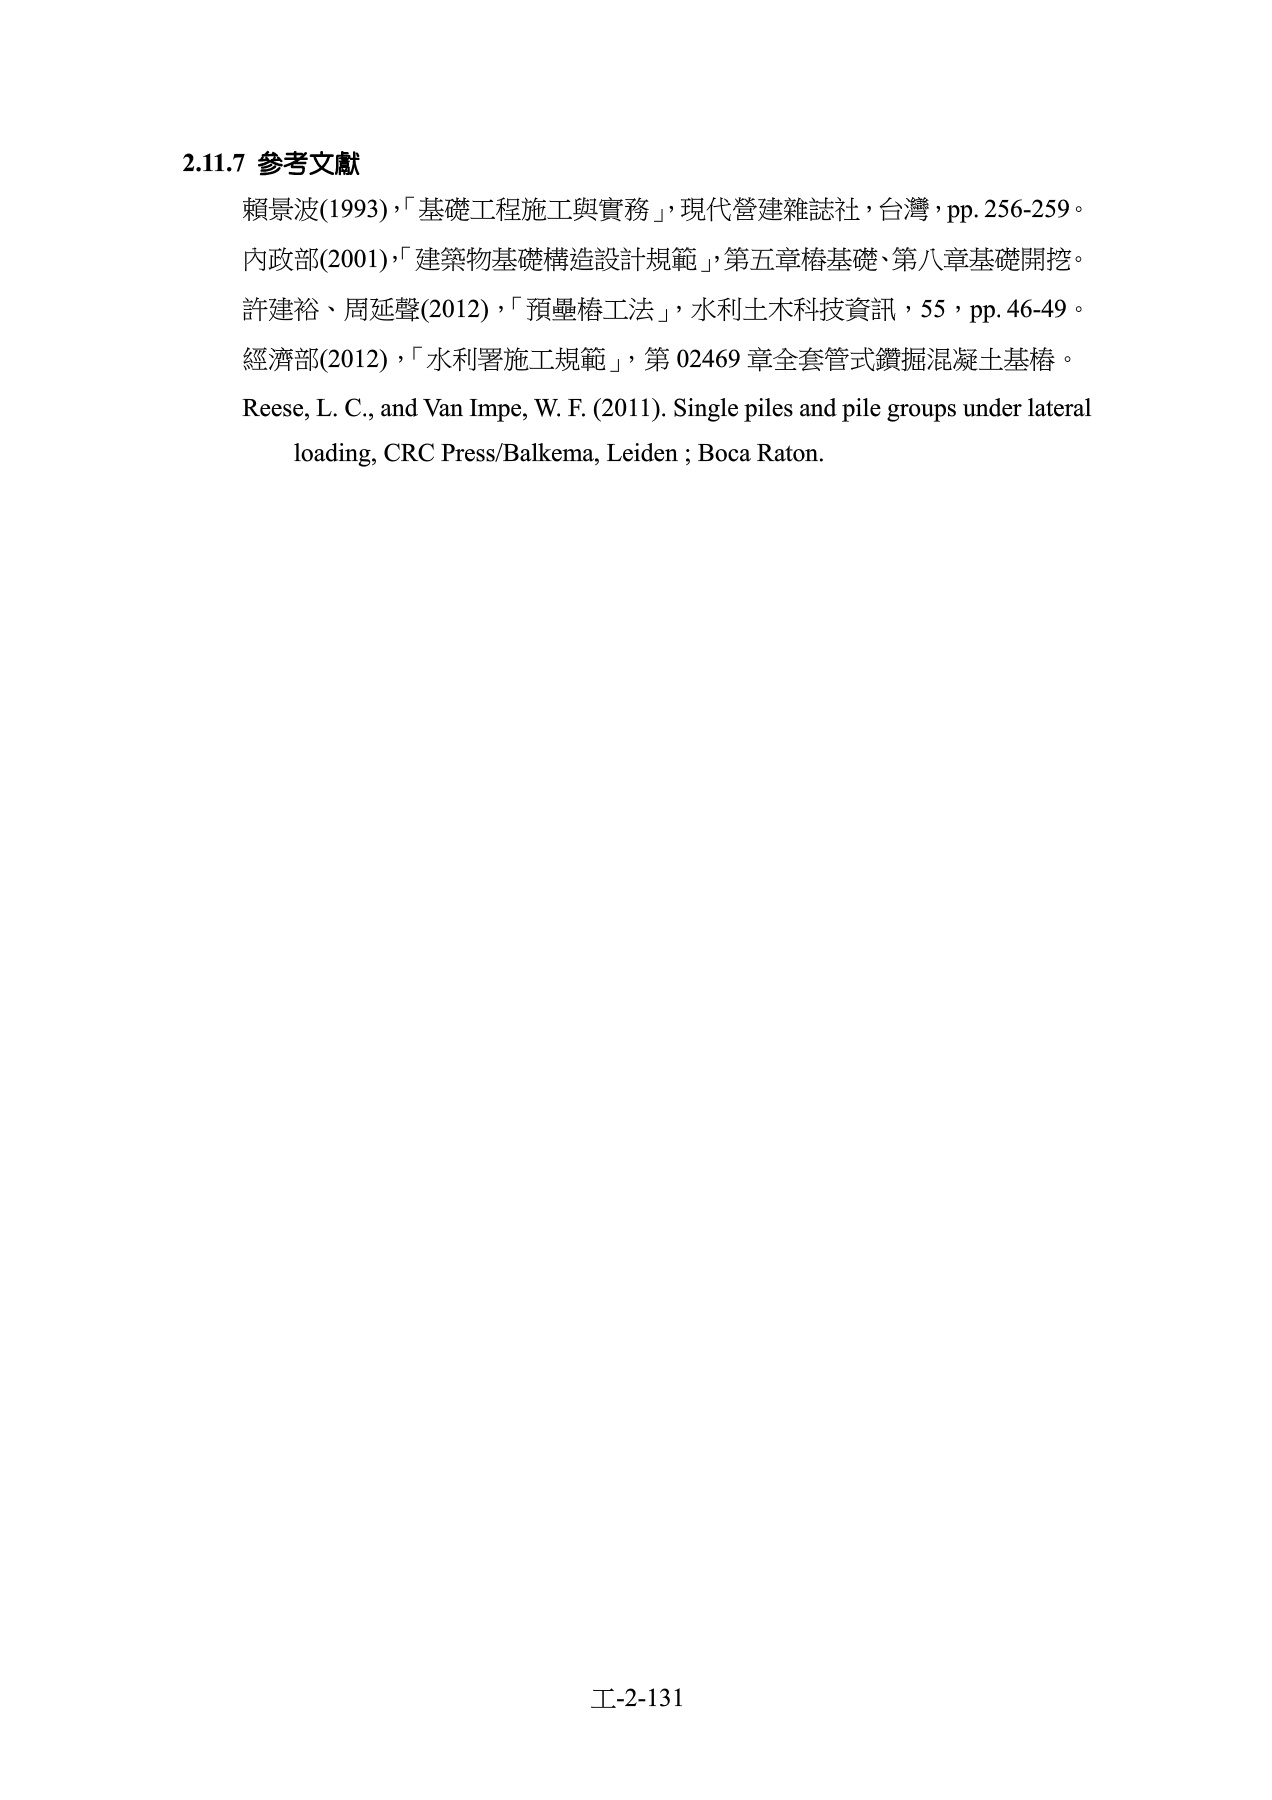 2.11.7 參考文獻
賴景波(1993)，「基礎工程施工與實務」，現代營建雜誌社，台灣，pp. 256-259。
內政部(2001)，「建築物基礎構造設計規範」，第五章樁基礎、第八章基礎開挖。
許建裕、周延聲(2012)，「預壘樁工法」，水利土木科技資訊，55，pp. 46-49。
經濟部(2012)，「水利署施工規範」，第 02469 章全套管式鑽掘混凝土基樁。
Reese, L. C., and Van Impe, W. F. (2011). Single piles and pile groups under lateral
loading, CRC Press/Balkema, Leiden ; Boca Raton.
工-2-131